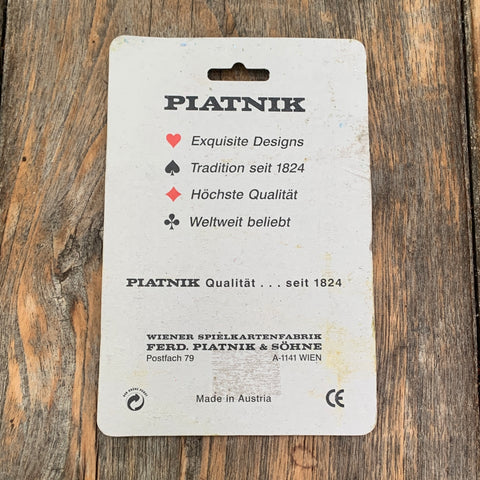 PIATNIK
Exquisite Designs
Tradition seit 1824
Höchste Qualität
Weltweit beliebt
PIATNIK Qualität . . . seit 1824
WIENER SPIELKARTENFABRIK
FERD. PIATNIK & SÖHNE
Postfach 79 A-1141 WIEN
Made in Austria
CE